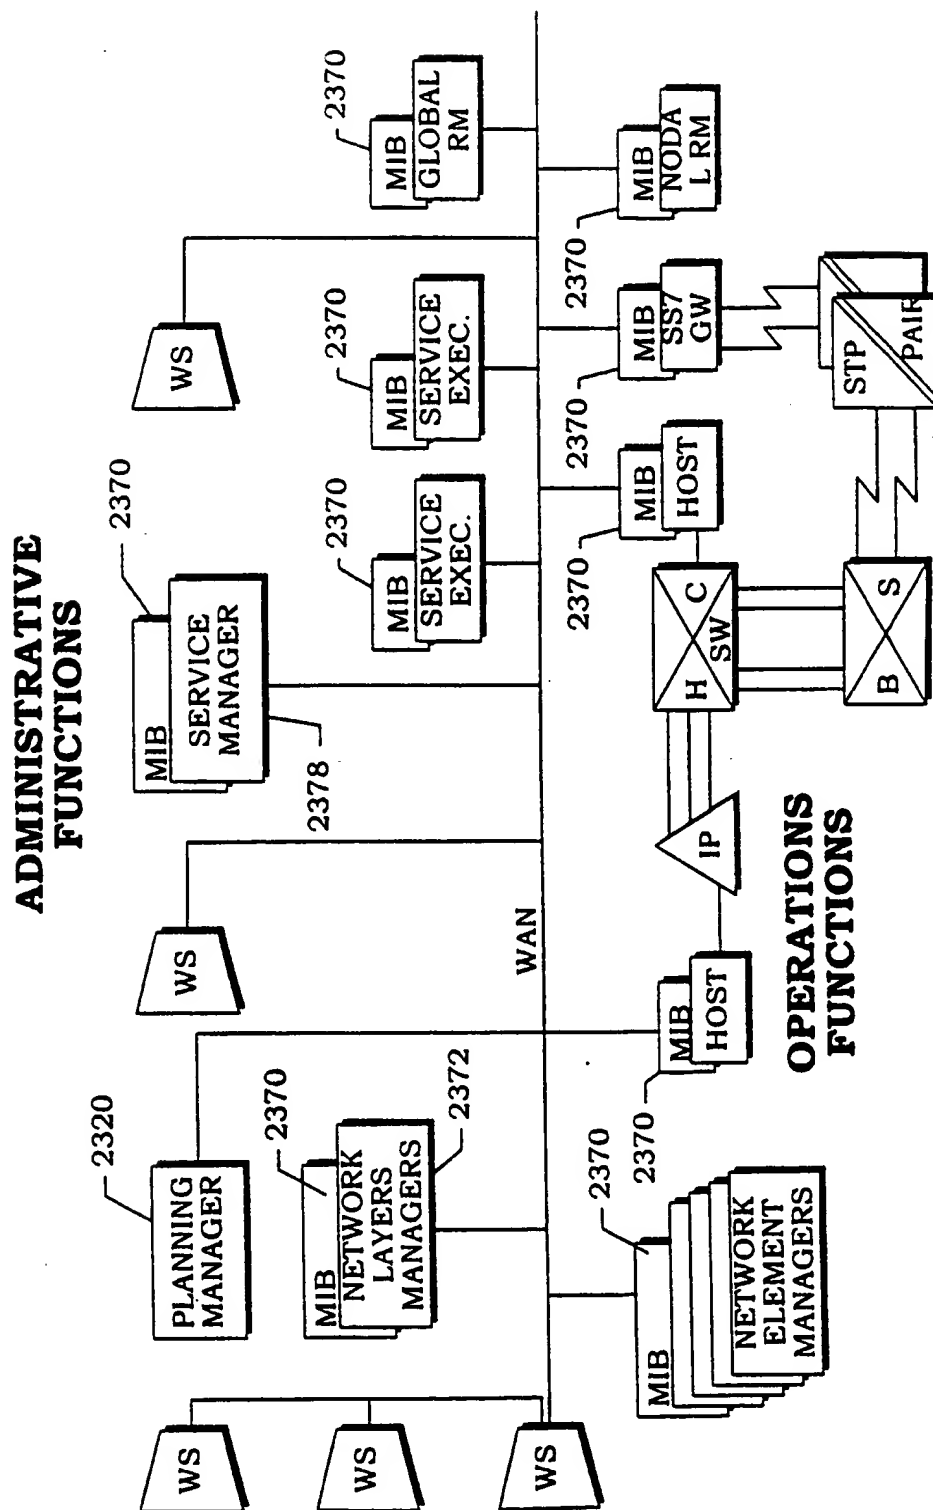 ADMINISTRATIVE
FUNCTIONS
WS
WS
WS
2320
PLANNING
MANAGER
2370
MIB
NETWORK
LAYERS
MANAGERS
2372
WS
2370
MIB
SERVICE
MANAGER
2378
2370
MIB
SERVICE
EXEC.
WS
2370
MIB
SERVICE
EXEC.
2370
MIB
GLOBAL
RM
WAN
2370
MIB
NETWORK
ELEMENT
MANAGERS
2370
MIB
HOST
IP
H
C
SW
2370
MIB
HOST
B
S
2370
MIB
SS7
GW
STP
PAIR
2370
MIB
NODA
L RM
OPERATIONS
FUNCTIONS